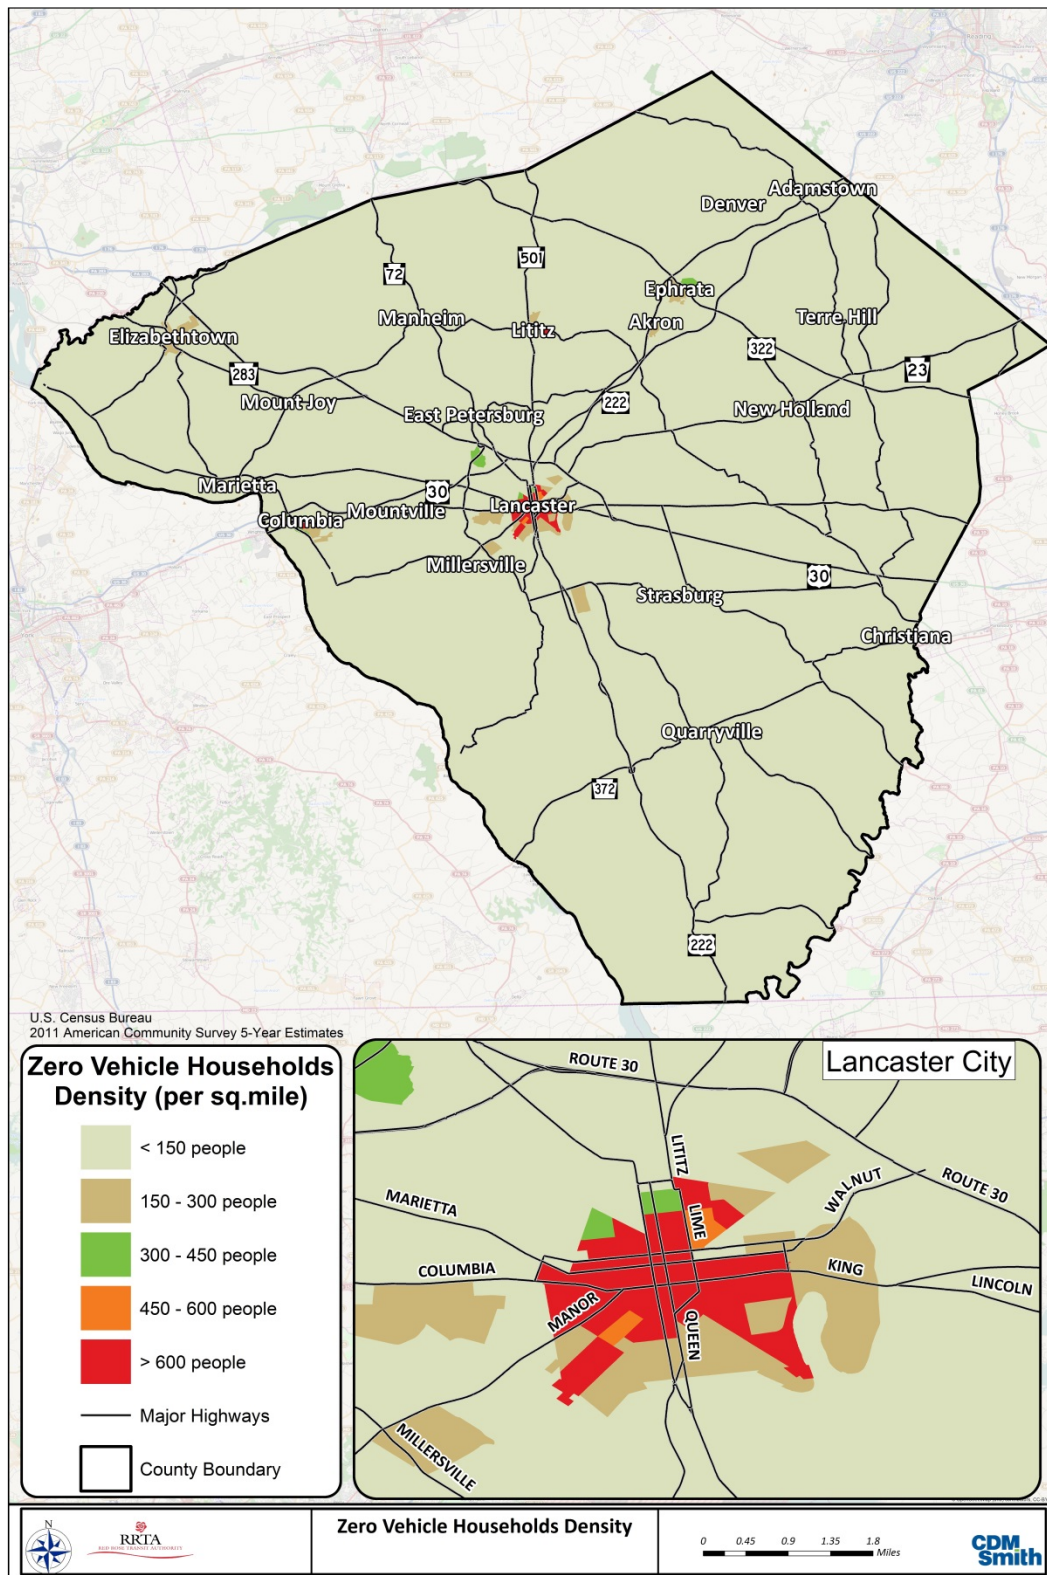 Adamstown
Denver
501
72
Ephrata
Manheim
Lititz
Akron
Terre Hill
Elizabethtown
322
23
283
Mount Joy
222
East Petersburg
New Holland
Marietta
30
Lancaster
Columbia
Mountville
Millersville
30
Strasburg
Christiana
Quarryville
372
222
U.S. Census Bureau
2011 American Community Survey 5-Year Estimates
Zero Vehicle Households
Density (per sq.mile)
< 150 people
150 - 300 people
300 - 450 people
450 - 600 people
> 600 people
Major Highways
County Boundary
Lancaster City
ROUTE 30
LITITZ
WALNUT
ROUTE 30
MARIETTA
LIME
COLUMBIA
KING
LINCOLN
MANOR
QUEEN
MILLERSVILLE
N
RRTA
RED ROSE TRANSIT AUTHORITY
Zero Vehicle Households Density
0 0.45 0.9 1.35 1.8
Miles
CDM
Smith